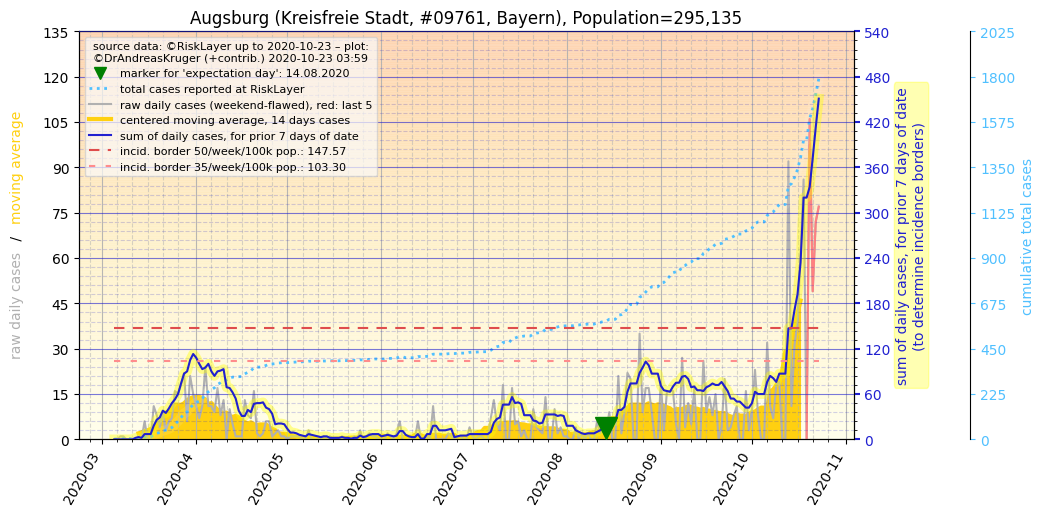 Augsburg (Kreisfreie Stadt, #09761, Bayern), Population=295,135
source data: ©RiskLayer up to 2020-10-23 – plot:
©DrAndreasKruger (+contrib.) 2020-10-23 03:59
marker for 'expectation day': 14.08.2020
total cases reported at RiskLayer
raw daily cases (weekend-flawed), red: last 5
centered moving average, 14 days cases
sum of daily cases, for prior 7 days of date
incid. border 50/week/100k pop.: 147.57
incid. border 35/week/100k pop.: 103.30
raw daily cases / moving average
135
120
105
90
75
60
45
30
15
0
540
480
420
360
300
240
180
120
60
0
sum of daily cases, for prior 7 days of date
(to determine incidence borders)
2025
1800
1575
1350
1125
900
675
450
225
0
cumulative total cases
2020-03
2020-04
2020-05
2020-06
2020-07
2020-08
2020-09
2020-10
2020-11